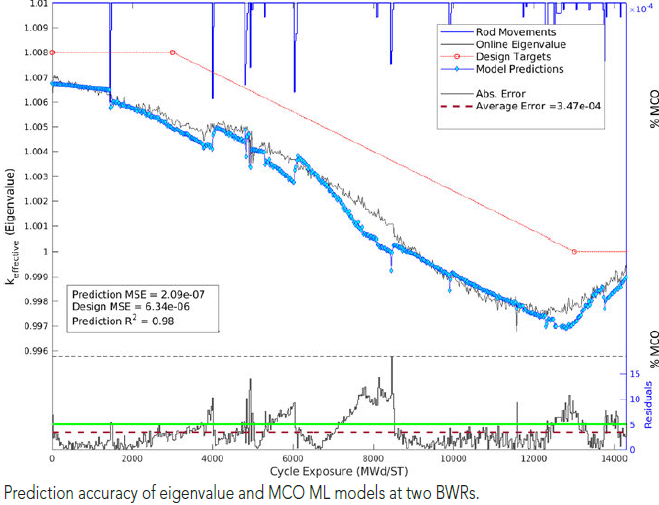 1.01
×10⁻⁴
1.009
1.008
1.007
1.006
1.005
1.004
1.003
1.002
1.001
1
0.999
0.998
0.997
0.996
k effective (Eigenvalue)
Rod Movements
Online Eigenvalue
Design Targets
Model Predictions
Abs. Error
Average Error =3.47e-04
% MCO
% MCO
Prediction MSE = 2.09e-07
Design MSE = 6.34e-06
Prediction R² = 0.98
15
10
5
0
Residuals
0 2000 4000 6000 8000 10000 12000 14000
Cycle Exposure (MWd/ST)
Prediction accuracy of eigenvalue and MCO ML models at two BWRs.